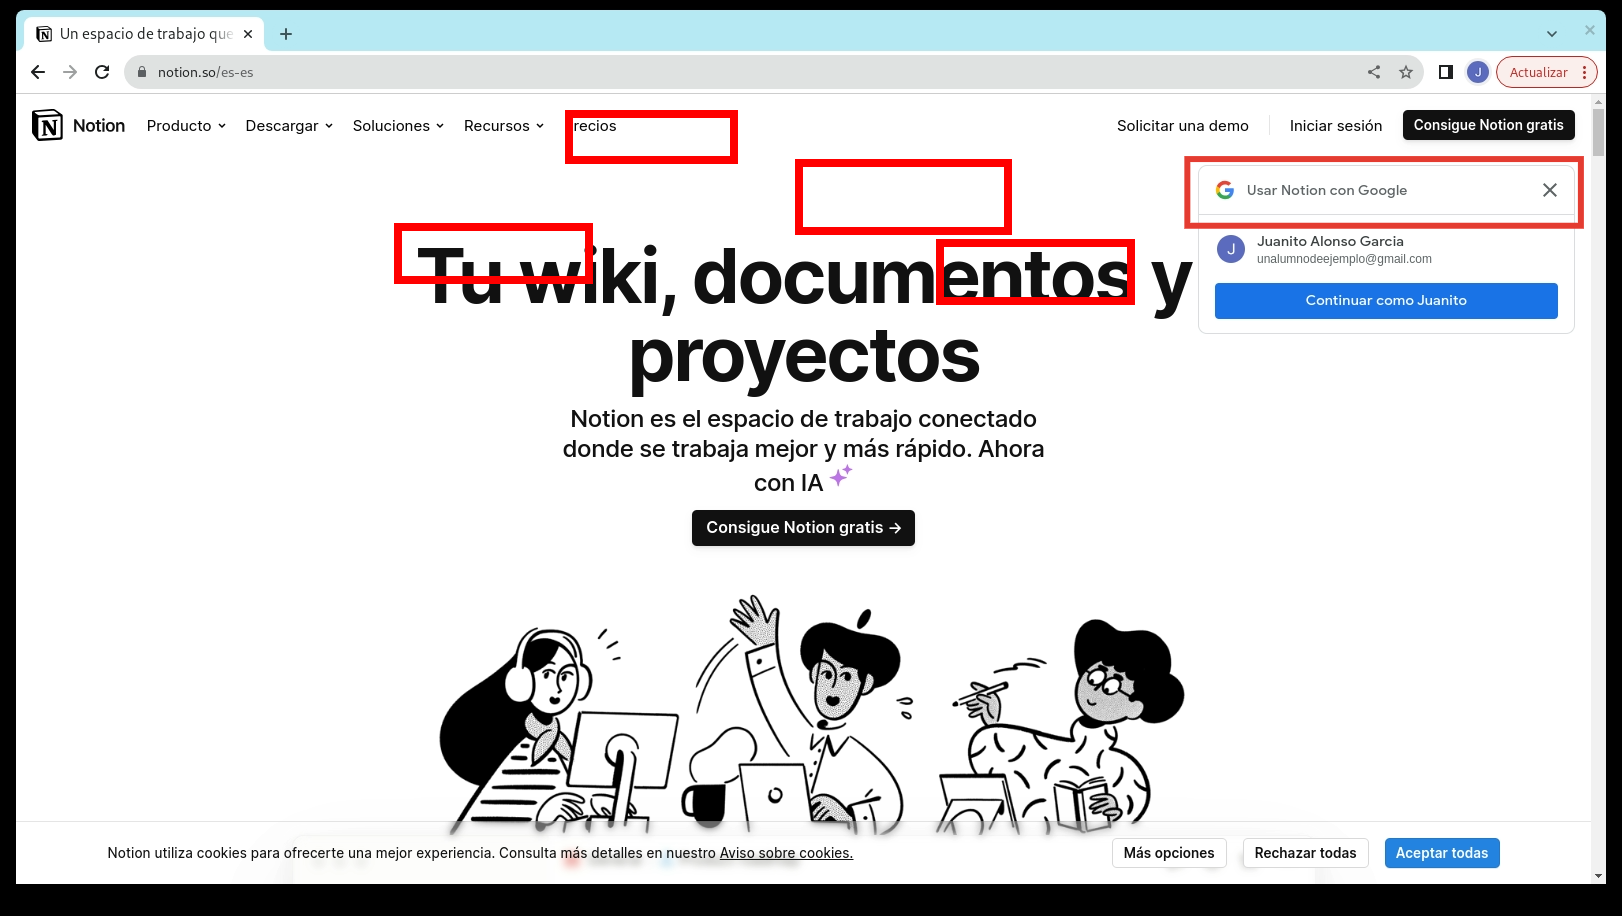 Un espacio de trabajo que
notion.so/es-es
J
Actualizar
Notion
Producto
Descargar
Soluciones
Recursos
recios
Solicitar una demo
Iniciar sesión
Consigue Notion gratis
Usar Notion con Google
J
Juanito Alonso Garcia
unalumnodeejemplo@gmail.com
Continuar como Juanito
Tu wiki, documentos y
proyectos
Notion es el espacio de trabajo conectado
donde se trabaja mejor y más rápido. Ahora
con IA
Consigue Notion gratis →
Notion utiliza cookies para ofrecerte una mejor experiencia. Consulta más detalles en nuestro Aviso sobre cookies.
Más opciones
Rechazar todas
Aceptar todas